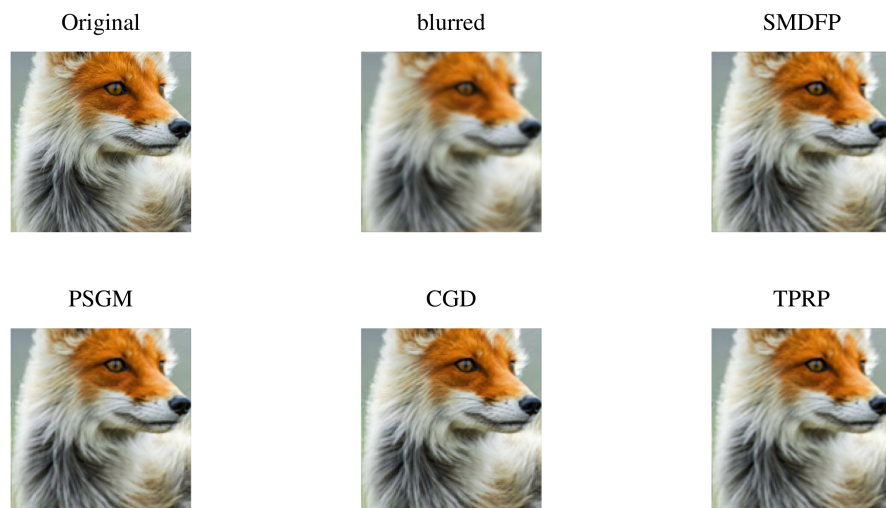 Original
blurred
SMDFP
PSGM
CGD
TPRP